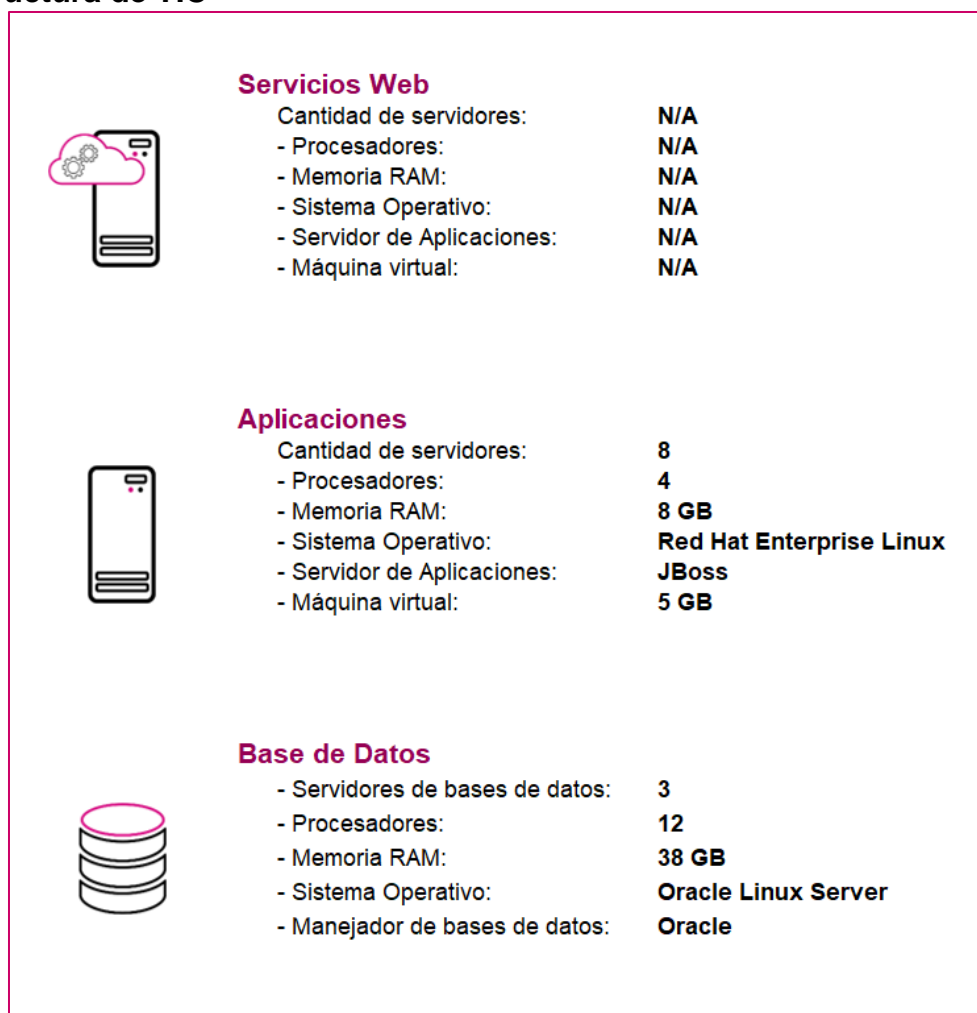 Servicios Web
Cantidad de servidores: N/A
- Procesadores: N/A
- Memoria RAM: N/A
- Sistema Operativo: N/A
- Servidor de Aplicaciones: N/A
- Máquina virtual: N/A
Aplicaciones
Cantidad de servidores: 8
- Procesadores: 4
- Memoria RAM: 8 GB
- Sistema Operativo: Red Hat Enterprise Linux
- Servidor de Aplicaciones: JBoss
- Máquina virtual: 5 GB
Base de Datos
- Servidores de bases de datos: 3
- Procesadores: 12
- Memoria RAM: 38 GB
- Sistema Operativo: Oracle Linux Server
- Manejador de bases de datos: Oracle